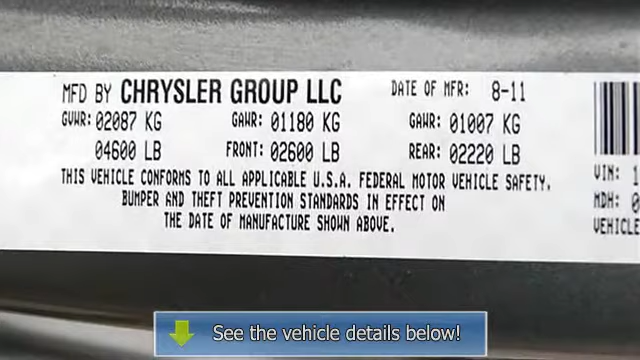 MFD BY CHRYSLER GROUP LLC DATE OF MFR: 8-11
GVWR: 02087 KG GAWR: 01180 KG GAWR: 01007 KG
04600 LB FRONT: 02600 LB REAR: 02220 LB
THIS VEHICLE CONFORMS TO ALL APPLICABLE U.S.A. FEDERAL MOTOR VEHICLE SAFETY,
BUMPER AND THEFT PREVENTION STANDARDS IN EFFECT ON
THE DATE OF MANUFACTURE SHOWN ABOVE.
VIN: 1
MDH: 0
VEHICLE
See the vehicle details below!